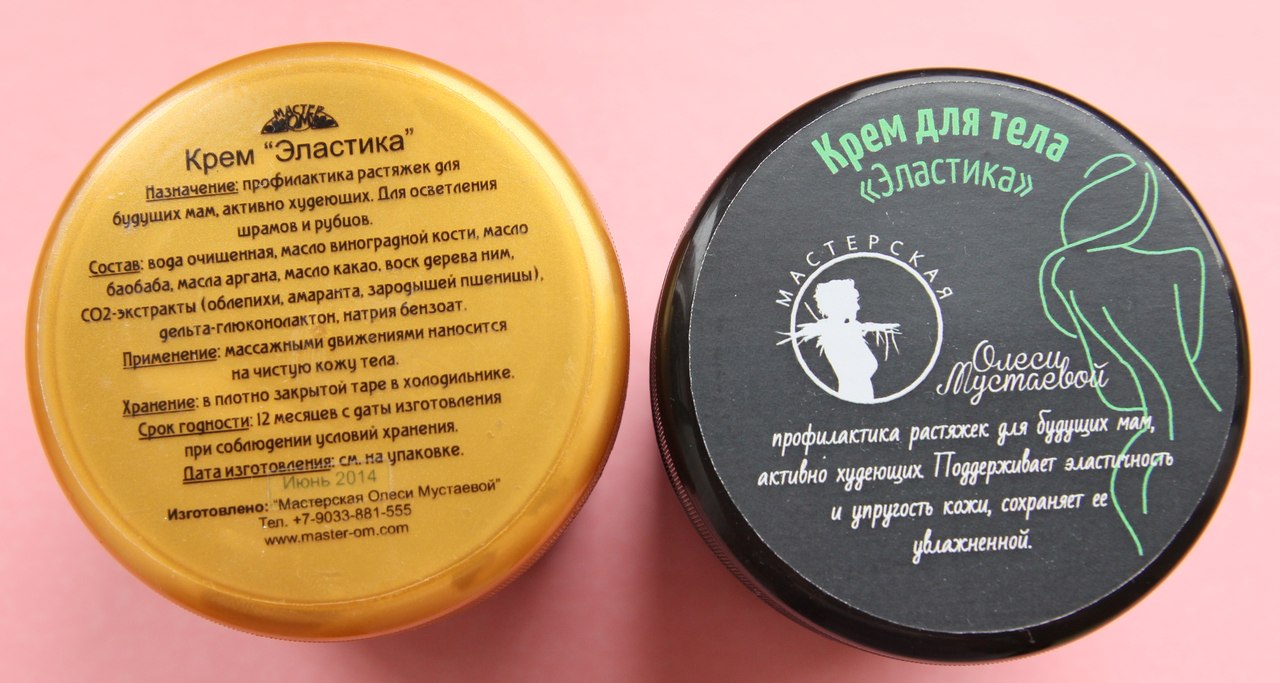 MASTER
OM
Крем "Эластика"
Назначение: профилактика растяжек для
будущих мам, активно худеющих. Для осветления
шрамов и рубцов.
Состав: вода очищенная, масло виноградной кости, масло
баобаба, масла аргана, масло какао, воск дерева ним,
СО2-экстракты (облепихи, амаранта, зародышей пшеницы),
дельта-глюконолактон, натрия бензоат.
Применение: массажными движениями наносится
на чистую кожу тела.
Хранение: в плотно закрытой таре в холодильнике.
Срок годности: 12 месяцев с даты изготовления
при соблюдении условий хранения.
Дата изготовления: см. на упаковке.
Июнь 2014
Изготовлено: "Мастерская Олеси Мустаевой"
Тел. +7-9033-881-555
www.master-om.com
Крем для тела
«Эластика»
МАСТЕРСКАЯ
Олеси
Мустаевой
профилактика растяжек для будущих мам,
активно худеющих. Поддерживает эластичность
и упругость кожи, сохраняет ее
увлажненной.